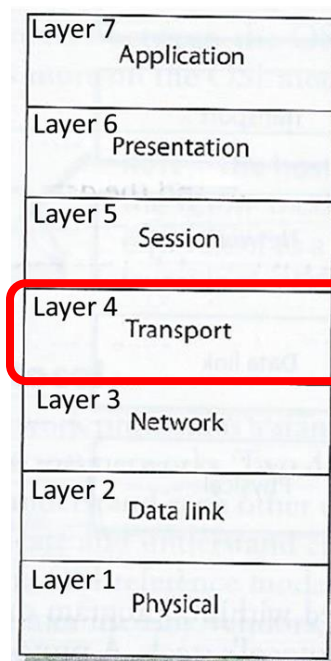 Layer 7
Application
Layer 6
Presentation
Layer 5
Session
Layer 4
Transport
Layer 3
Network
Layer 2
Data link
Layer 1
Physical